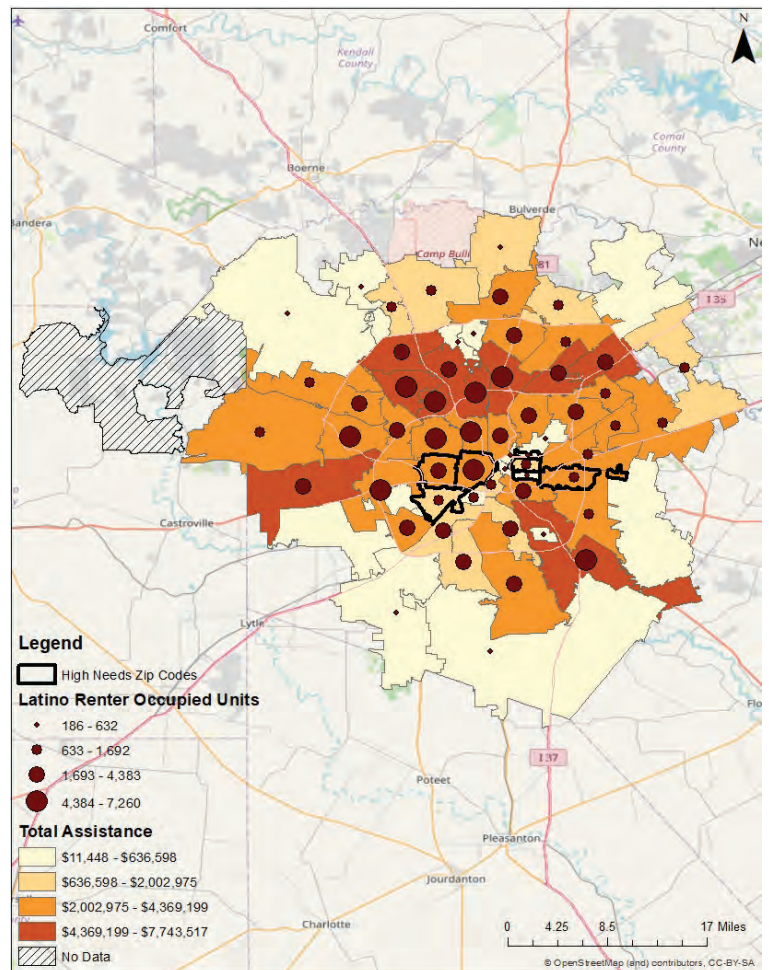 N
Comfort
Kendall
County
Comal
County
Boerne
Bulverde
Bandera
Camp Bull
81
I 35
Castroville
Lytle
I 37
Poteet
Pleasanton
Jourdanton
Charlotte
Legend
High Needs Zip Codes
Latino Renter Occupied Units
186 - 632
633 - 1,692
1,693 - 4,383
4,384 - 7,260
Total Assistance
$11,448 - $636,598
$636,598 - $2,002,975
$2,002,975 - $4,369,199
$4,369,199 - $7,743,517
No Data
0 4.25 8.5 17 Miles
© OpenStreetMap (and) contributors, CC-BY-SA